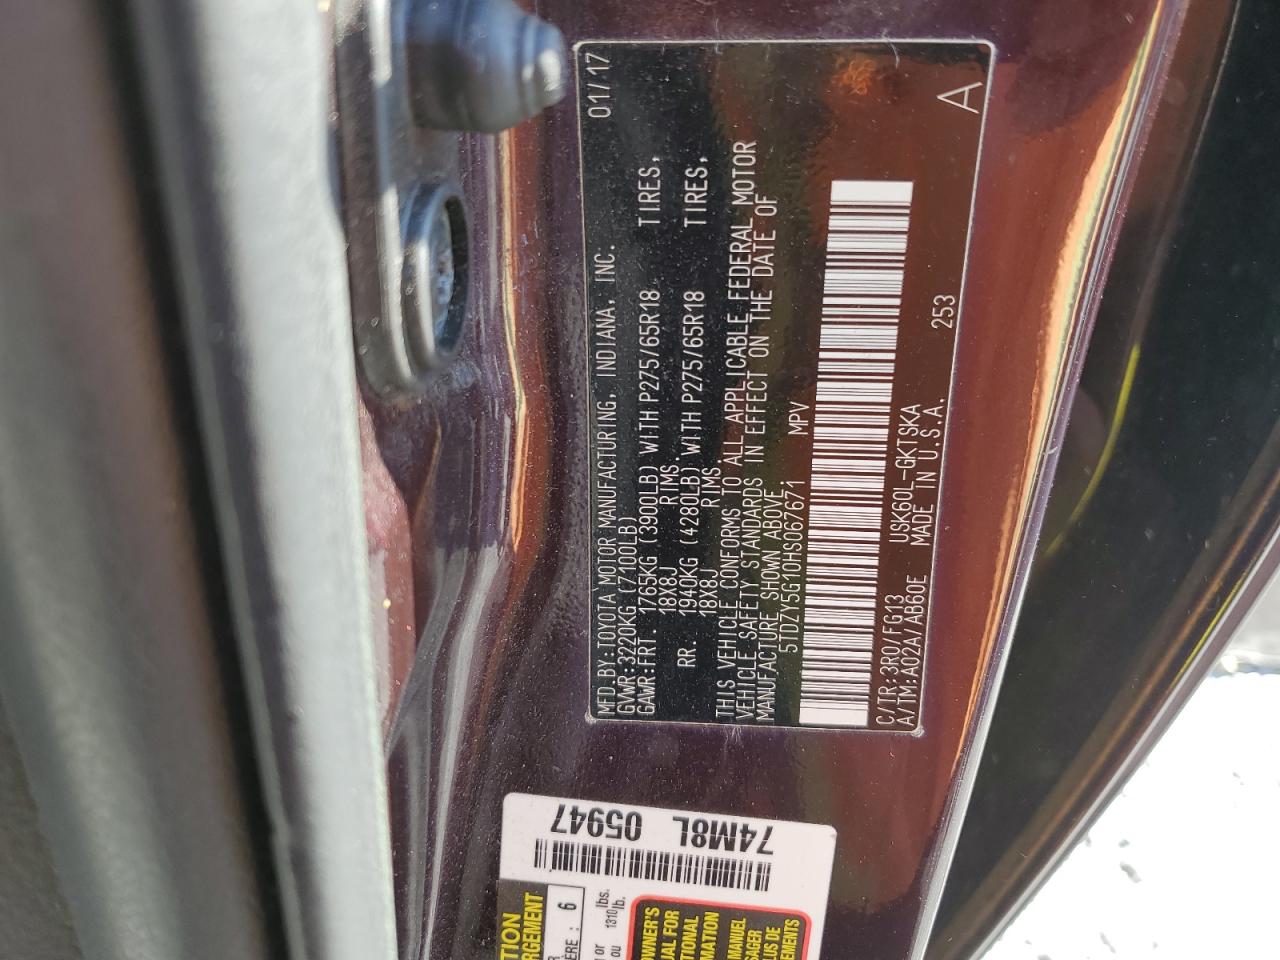 MFD.BY:TOYOTA MOTOR MANUFACTURING, INDIANA, INC. 01/17
GVWR:3220KG (7100LB)
GAWR:FRT. 1765KG (3900LB) WITH P275/65R18 TIRES,
18X8J RIMS
RR. 1940KG (4280LB) WITH P275/65R18 TIRES.
18X8J RIMS
THIS VEHICLE CONFORMS TO ALL APPLICABLE FEDERAL MOTOR
VEHICLE SAFETY STANDARDS IN EFFECT ON THE DATE OF
MANUFACTURE SHOWN ABOVE
5TDZY5G10HS067671 MPV
C/TR:3R0/FG13 USK60L-GKTSKA
A/TM:A02A/AB60E MADE IN U.S.A. 253
A
74M8L 05947
6
lbs.
1310 lb.
ou
OWNER'S